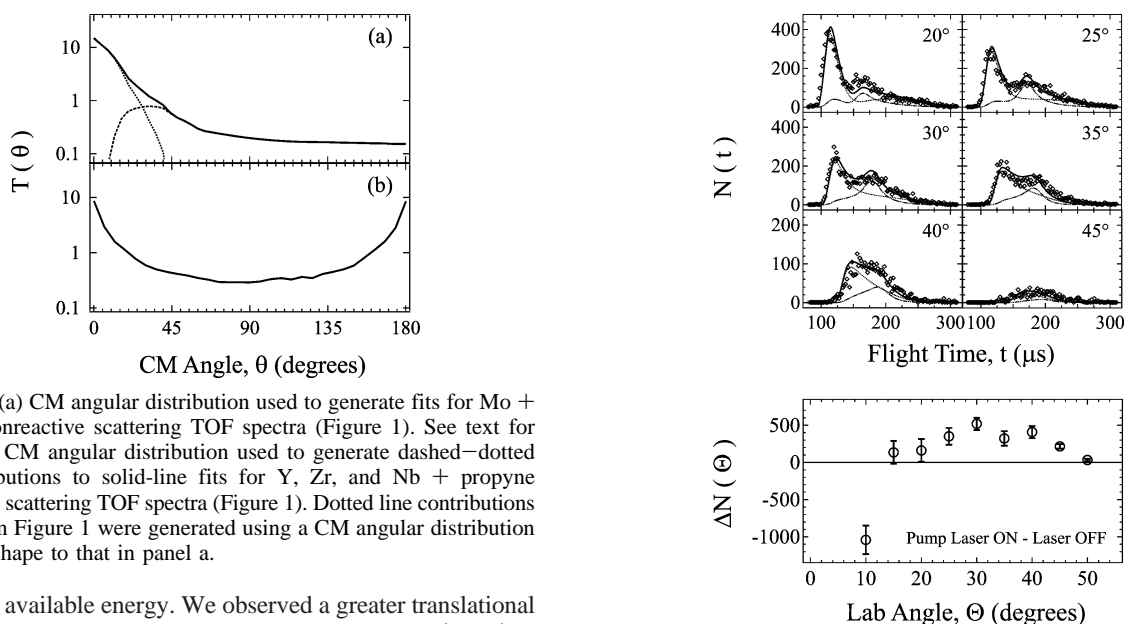 (a)
10
1
0.1
T ( θ )
(b)
10
1
0.1
0 45 90 135 180
CM Angle, θ (degrees)
(a) CM angular distribution used to generate fits for Mo +
onreactive scattering TOF spectra (Figure 1). See text for
CM angular distribution used to generate dashed−dotted
butions to solid-line fits for Y, Zr, and Nb + propyne
scattering TOF spectra (Figure 1). Dotted line contributions
n Figure 1 were generated using a CM angular distribution
hape to that in panel a.
available energy. We observed a greater translational
400
200
0
20°
25°
400
200
0
30°
35°
N ( t )
200
100
0
40°
45°
100 200 300 100 200 300
Flight Time, t (μs)
500
0
-500
-1000
ΔN ( Θ )
Pump Laser ON - Laser OFF
0 10 20 30 40 50
Lab Angle, Θ (degrees)